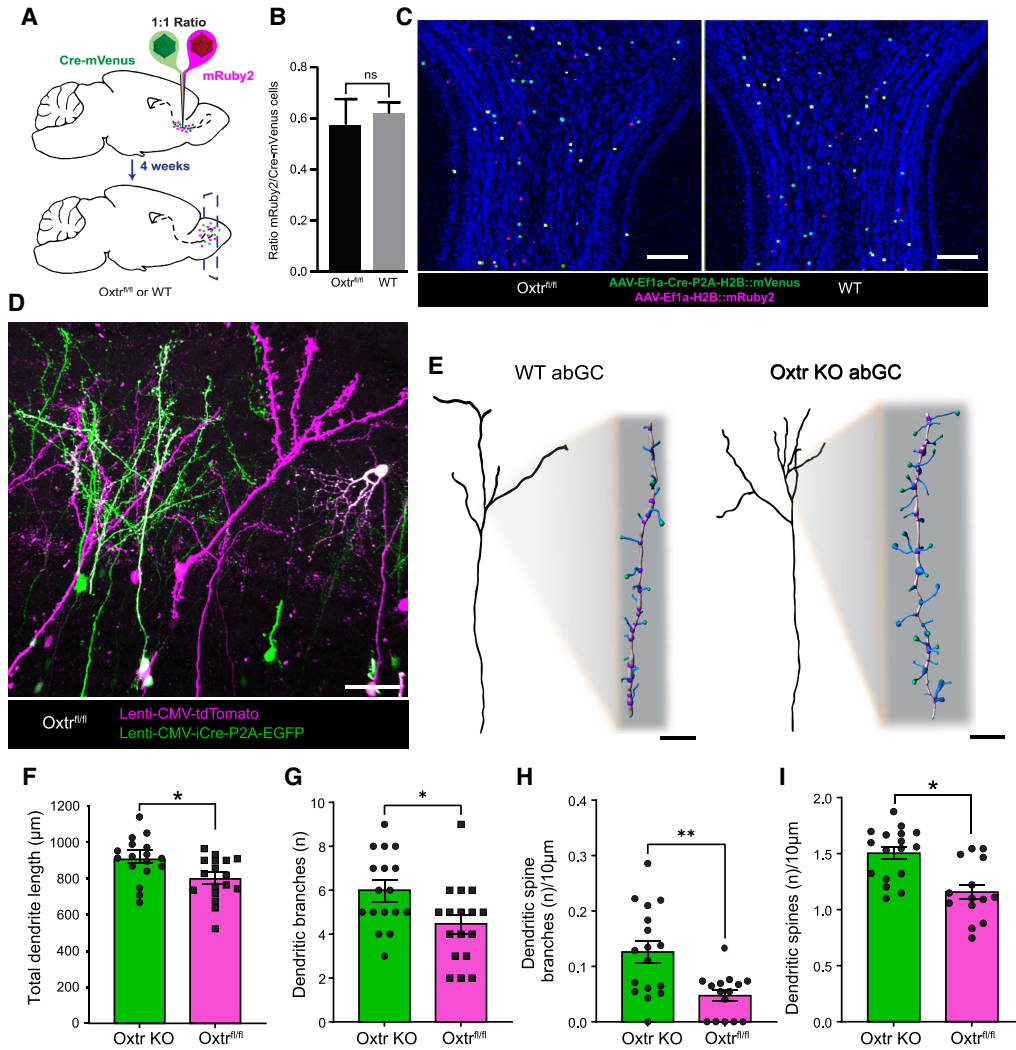 A
1:1 Ratio
Cre-mVenus
mRuby2
4 weeks
Oxtrfl/fl or WT
B
ns
Ratio mRuby2/Cre-mVenus cells
0.8
0.6
0.4
0.2
0.0
Oxtrfl/fl
WT
C
Oxtrfl/fl
AAV-Ef1a-Cre-P2A-H2B::mVenus
AAV-Ef1a-H2B::mRuby2
WT
D
Oxtrfl/fl
Lenti-CMV-tdTomato
Lenti-CMV-iCre-P2A-EGFP
E
WT abGC
Oxtr KO abGC
F
Total dendrite length (μm)
1200
1000
800
600
400
200
0
*
Oxtr KO
Oxtrfl/fl
G
Dendritic branches (n)
10
8
6
4
2
0
*
Oxtr KO
Oxtrfl/fl
H
Dendritic spine
branches (n)/10μm
0.4
0.3
0.2
0.1
0.0
**
Oxtr KO
Oxtrfl/fl
I
Dendritic spines (n)/10μm
2.0
1.5
1.0
0.5
0.0
*
Oxtr KO
Oxtrfl/fl